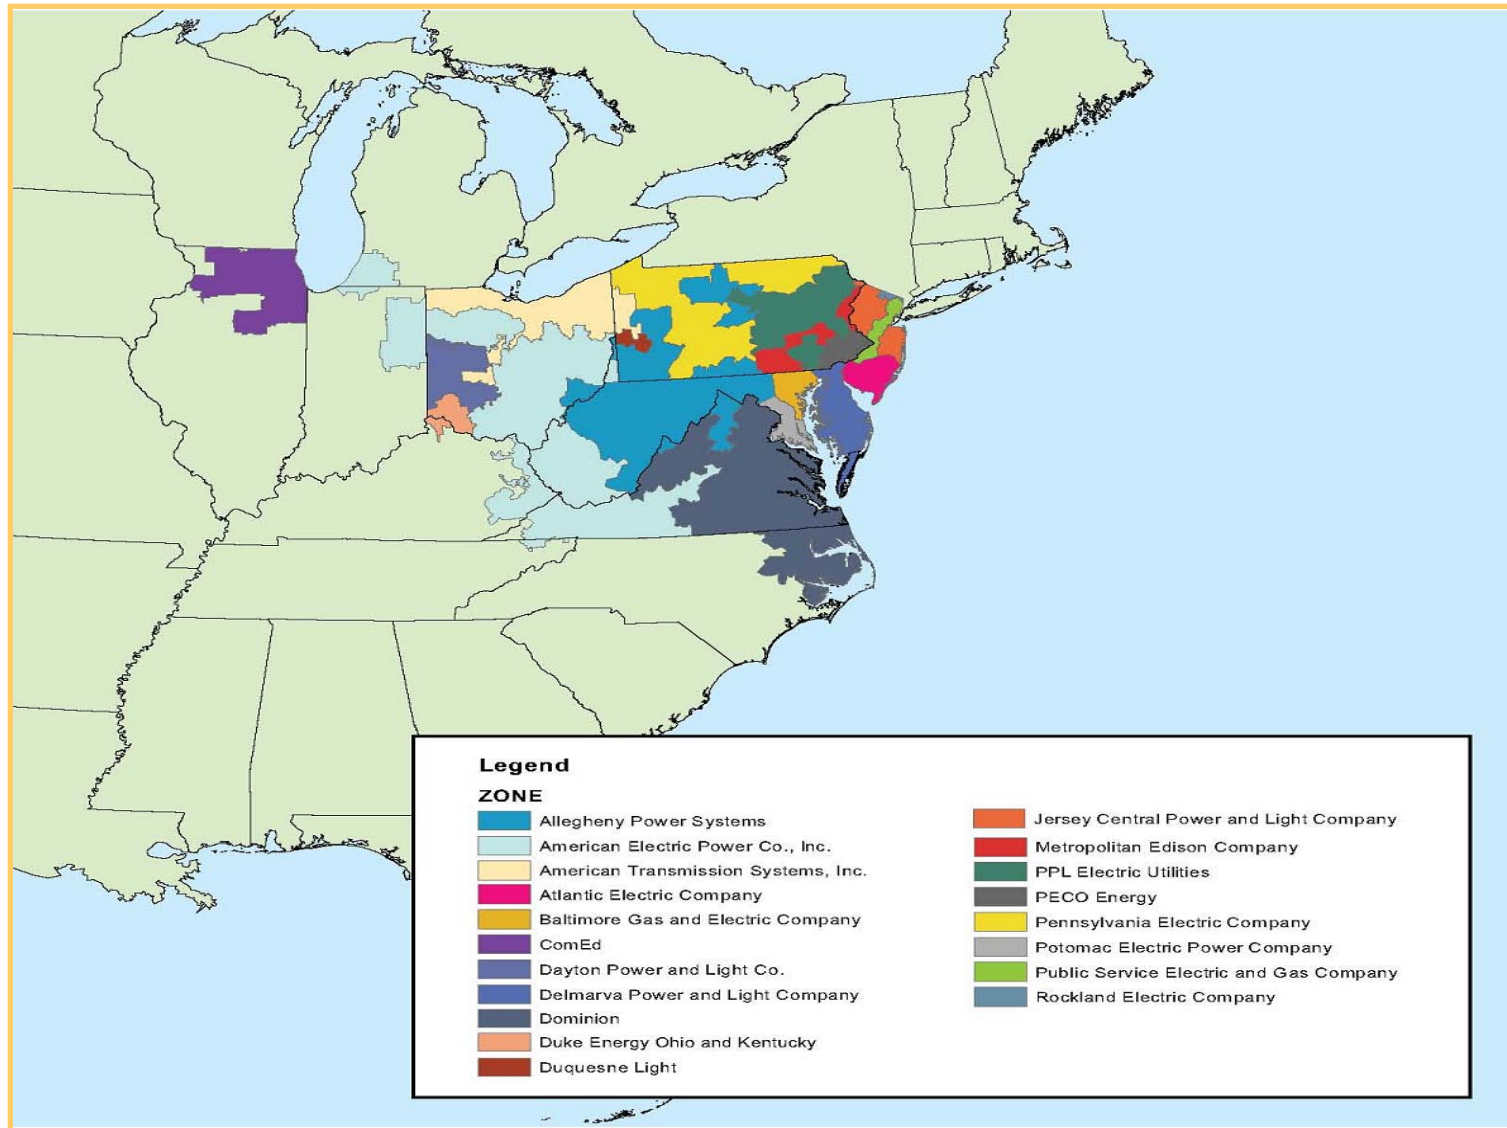 Legend
ZONE
Allegheny Power Systems
American Electric Power Co., Inc.
American Transmission Systems, Inc.
Atlantic Electric Company
Baltimore Gas and Electric Company
ComEd
Dayton Power and Light Co.
Delmarva Power and Light Company
Dominion
Duke Energy Ohio and Kentucky
Duquesne Light
Jersey Central Power and Light Company
Metropolitan Edison Company
PPL Electric Utilities
PECO Energy
Pennsylvania Electric Company
Potomac Electric Power Company
Public Service Electric and Gas Company
Rockland Electric Company